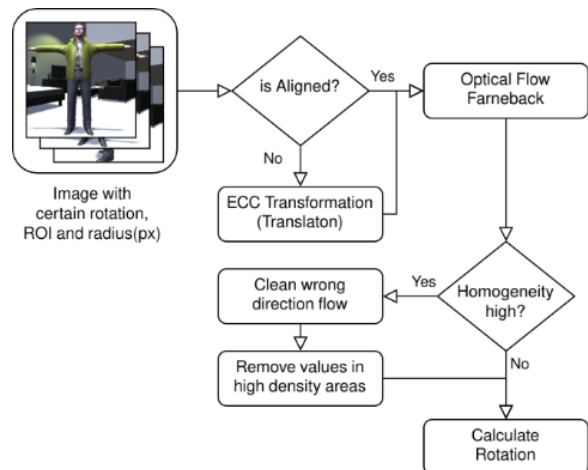 is Aligned?
Yes
Optical Flow
Farneback
No
Image with
certain rotation,
ROI and radius(px)
ECC Transformation
(Translaton)
Clean wrong
direction flow
Yes
Homogeneity
high?
Remove values in
high density areas
No
Calculate
Rotation